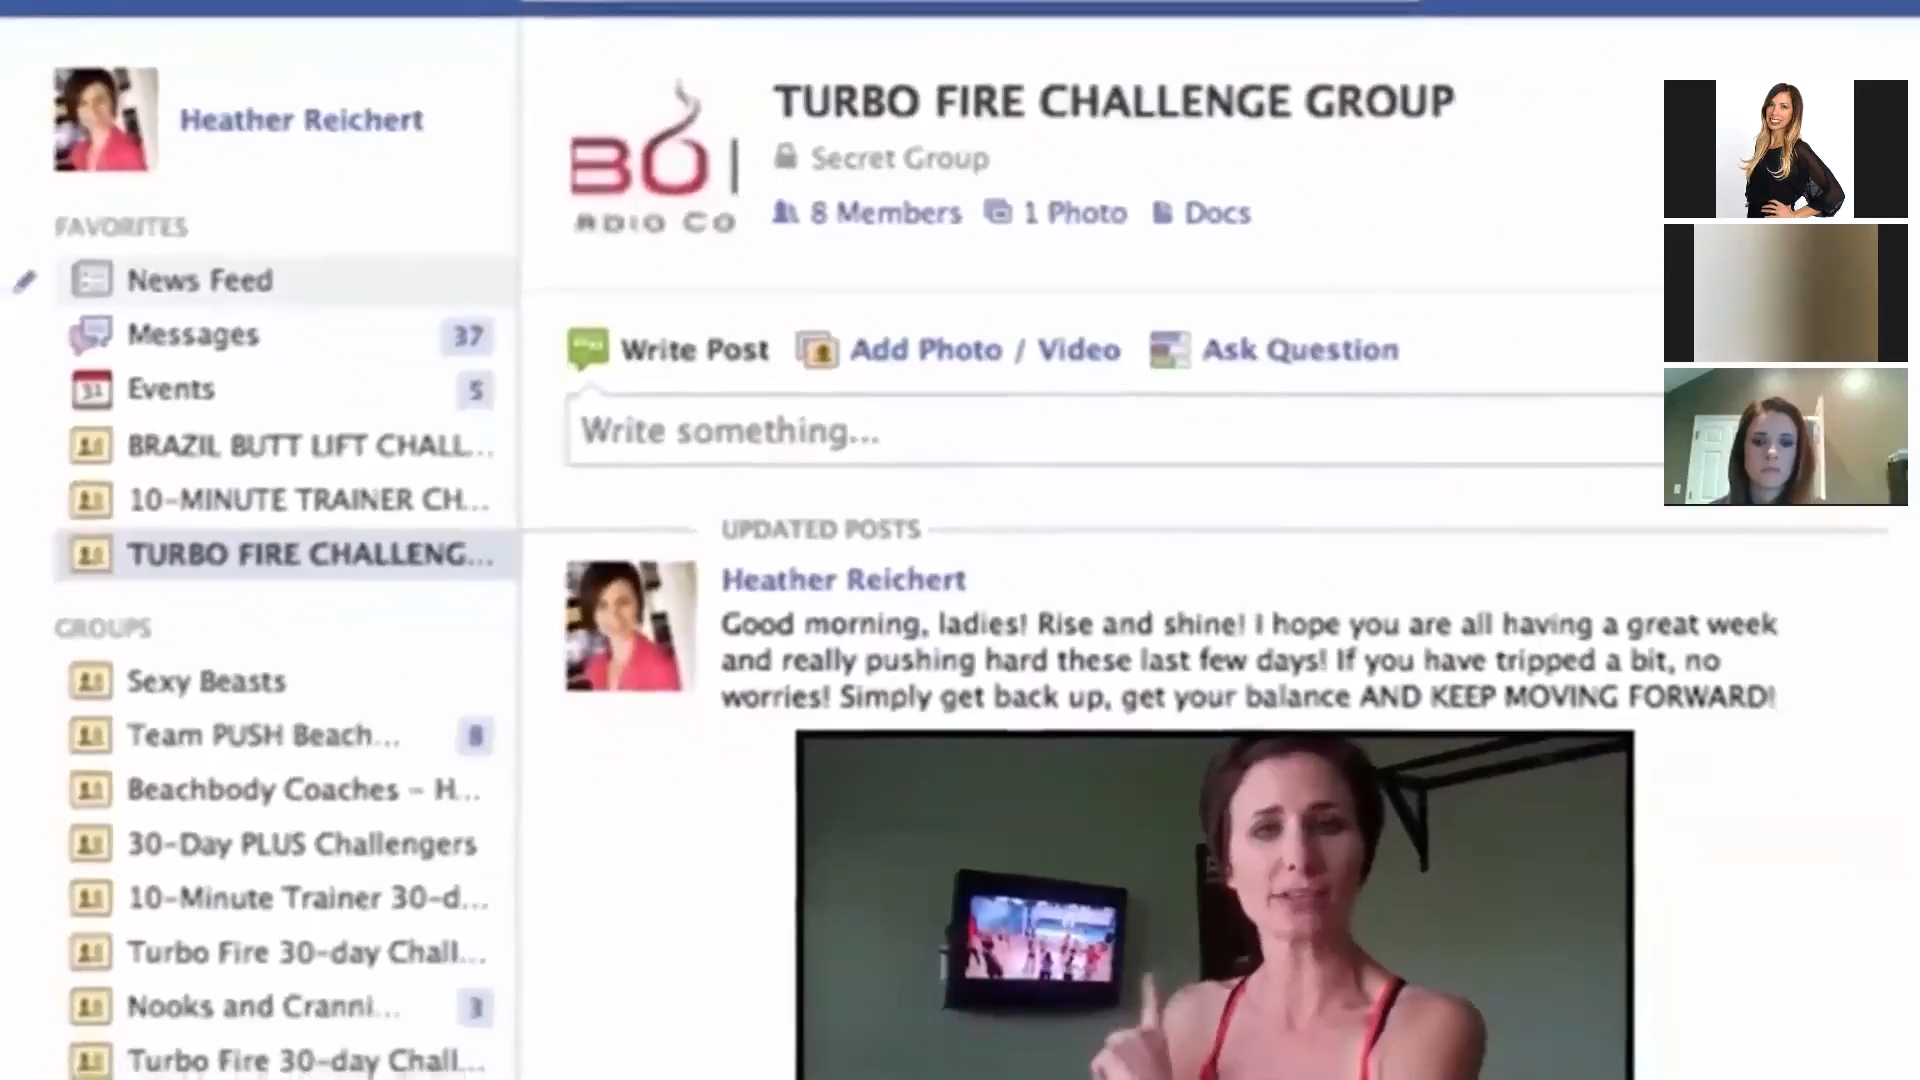 Heather Reichert
FAVORITES
News Feed
Messages 37
31 Events 5
BRAZIL BUTT LIFT CHALL...
10-MINUTE TRAINER CH...
TURBO FIRE CHALLENG...
GROUPS
Sexy Beasts
Team PUSH Beach... 8
Beachbody Coaches - H...
30-Day PLUS Challengers
10-Minute Trainer 30-d...
Turbo Fire 30-day Chall...
Nooks and Cranni... 3
Turbo Fire 30-day Chall...
BO
RDIO CO
TURBO FIRE CHALLENGE GROUP
Secret Group
8 Members 1 Photo Docs
Write Post Add Photo / Video Ask Question
Write something...
UPDATED POSTS
Heather Reichert
Good morning, ladies! Rise and shine! I hope you are all having a great week
and really pushing hard these last few days! If you have tripped a bit, no
worries! Simply get back up, get your balance AND KEEP MOVING FORWARD!